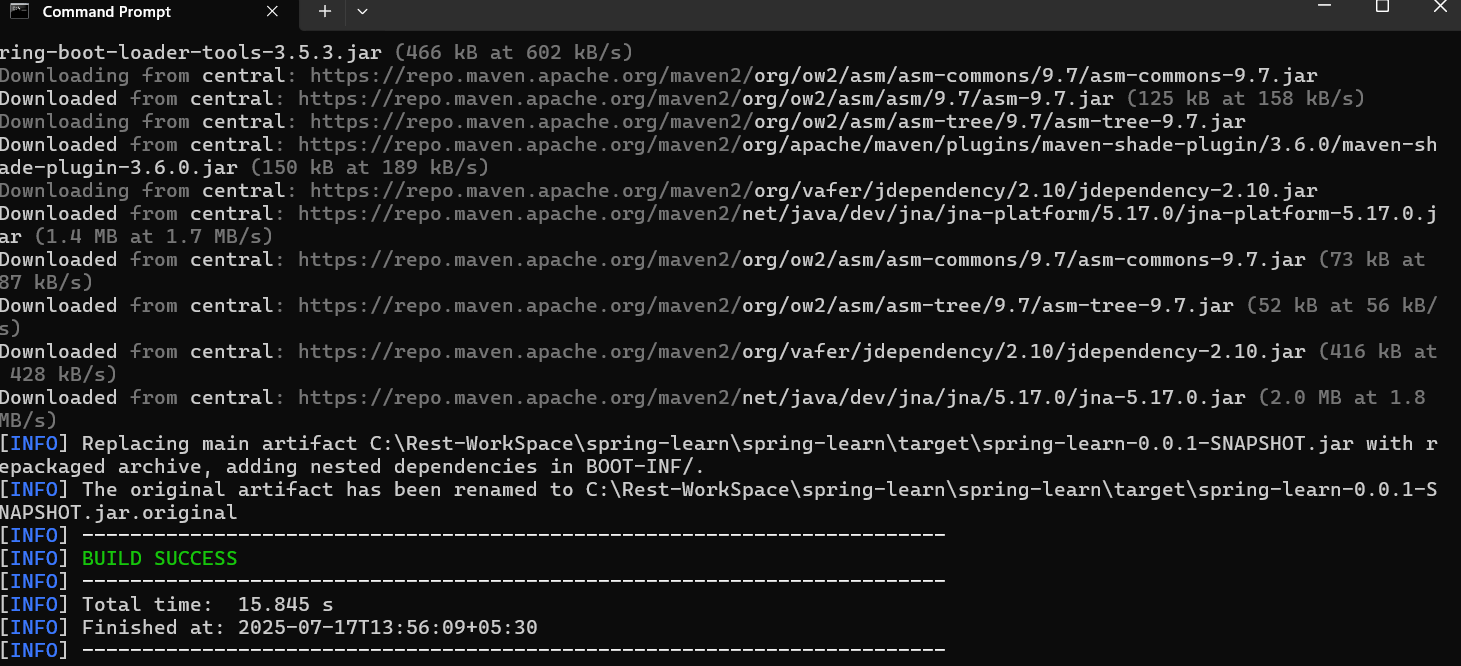 Command Prompt
ring-boot-loader-tools-3.5.3.jar (466 kB at 602 kB/s)
Downloading from central: https://repo.maven.apache.org/maven2/org/ow2/asm/asm-commons/9.7/asm-commons-9.7.jar
Downloaded from central: https://repo.maven.apache.org/maven2/org/ow2/asm/asm/9.7/asm-9.7.jar (125 kB at 158 kB/s)
Downloading from central: https://repo.maven.apache.org/maven2/org/ow2/asm/asm-tree/9.7/asm-tree-9.7.jar
Downloaded from central: https://repo.maven.apache.org/maven2/org/apache/maven/plugins/maven-shade-plugin/3.6.0/maven-sh
ade-plugin-3.6.0.jar (150 kB at 189 kB/s)
Downloading from central: https://repo.maven.apache.org/maven2/org/vafer/jdependency/2.10/jdependency-2.10.jar
Downloaded from central: https://repo.maven.apache.org/maven2/net/java/dev/jna/jna-platform/5.17.0/jna-platform-5.17.0.j
ar (1.4 MB at 1.7 MB/s)
Downloaded from central: https://repo.maven.apache.org/maven2/org/ow2/asm/asm-commons/9.7/asm-commons-9.7.jar (73 kB at
87 kB/s)
Downloaded from central: https://repo.maven.apache.org/maven2/org/ow2/asm/asm-tree/9.7/asm-tree-9.7.jar (52 kB at 56 kB/
s)
Downloaded from central: https://repo.maven.apache.org/maven2/org/vafer/jdependency/2.10/jdependency-2.10.jar (416 kB at
 428 kB/s)
Downloaded from central: https://repo.maven.apache.org/maven2/net/java/dev/jna/jna/5.17.0/jna-5.17.0.jar (2.0 MB at 1.8
MB/s)
[INFO] Replacing main artifact C:\Rest-WorkSpace\spring-learn\spring-learn\target\spring-learn-0.0.1-SNAPSHOT.jar with r
epackaged archive, adding nested dependencies in BOOT-INF/.
[INFO] The original artifact has been renamed to C:\Rest-WorkSpace\spring-learn\spring-learn\target\spring-learn-0.0.1-S
NAPSHOT.jar.original
[INFO] ------------------------------------------------------------------------
[INFO] BUILD SUCCESS
[INFO] ------------------------------------------------------------------------
[INFO] Total time:  15.845 s
[INFO] Finished at: 2025-07-17T13:56:09+05:30
[INFO] ------------------------------------------------------------------------